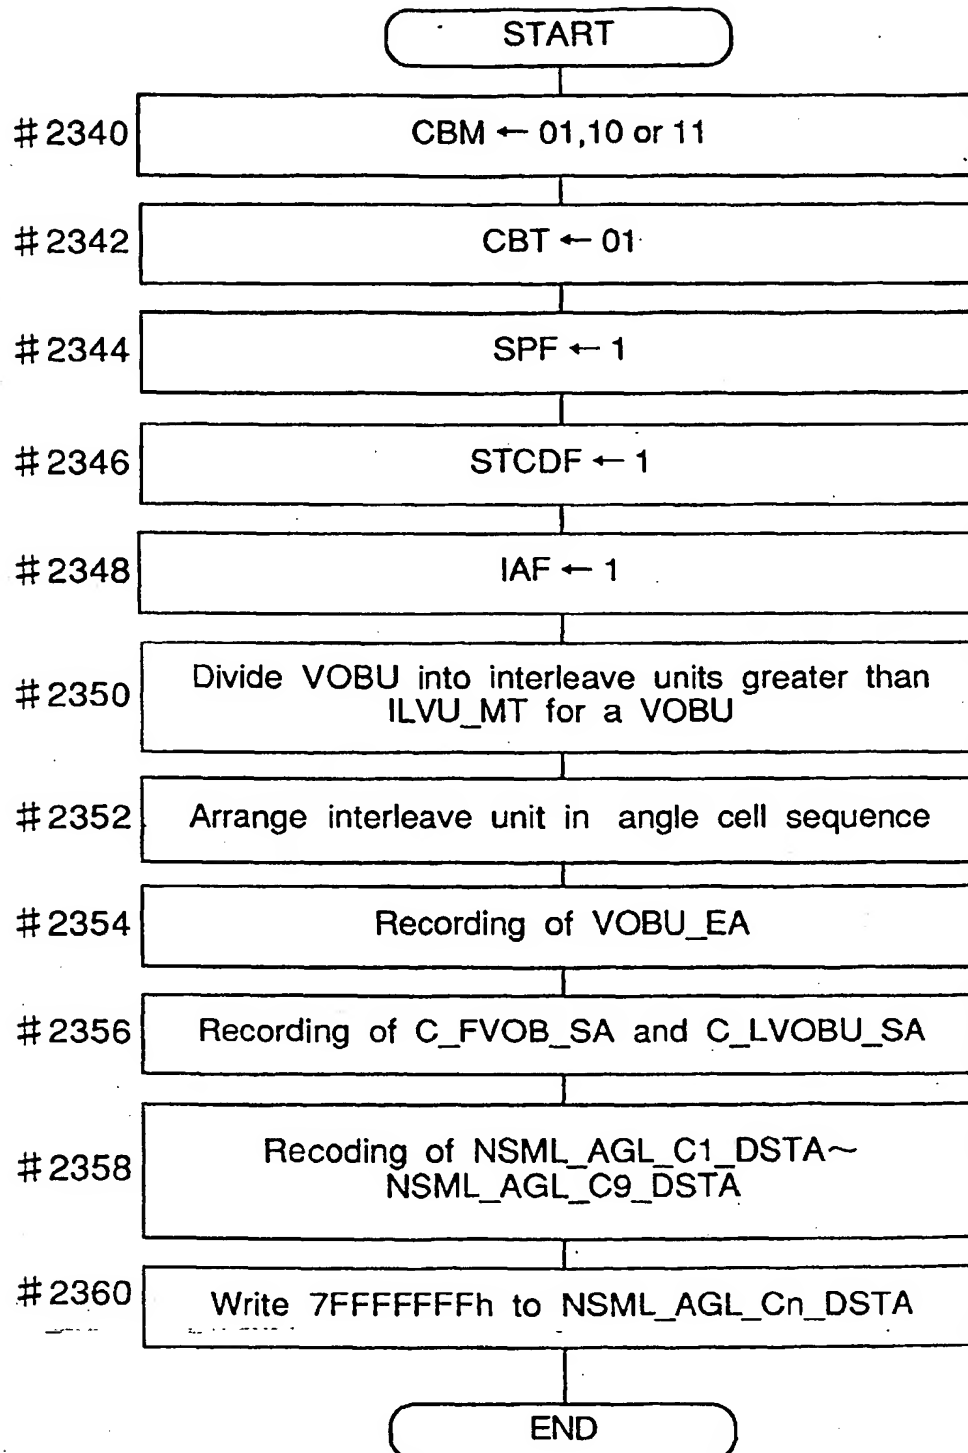 START
#2340 CBM ← 01,10 or 11
#2342 CBT ← 01
#2344 SPF ← 1
#2346 STCDF ← 1
#2348 IAF ← 1
#2350 Divide VOBU into interleave units greater than
ILVU_MT for a VOBU
#2352 Arrange interleave unit in angle cell sequence
#2354 Recording of VOBU_EA
#2356 Recording of C_FVOB_SA and C_LVOBU_SA
#2358 Recoding of NSML_AGL_C1_DSTA~
NSML_AGL_C9_DSTA
#2360 Write 7FFFFFFFh to NSML_AGL_Cn_DSTA
END